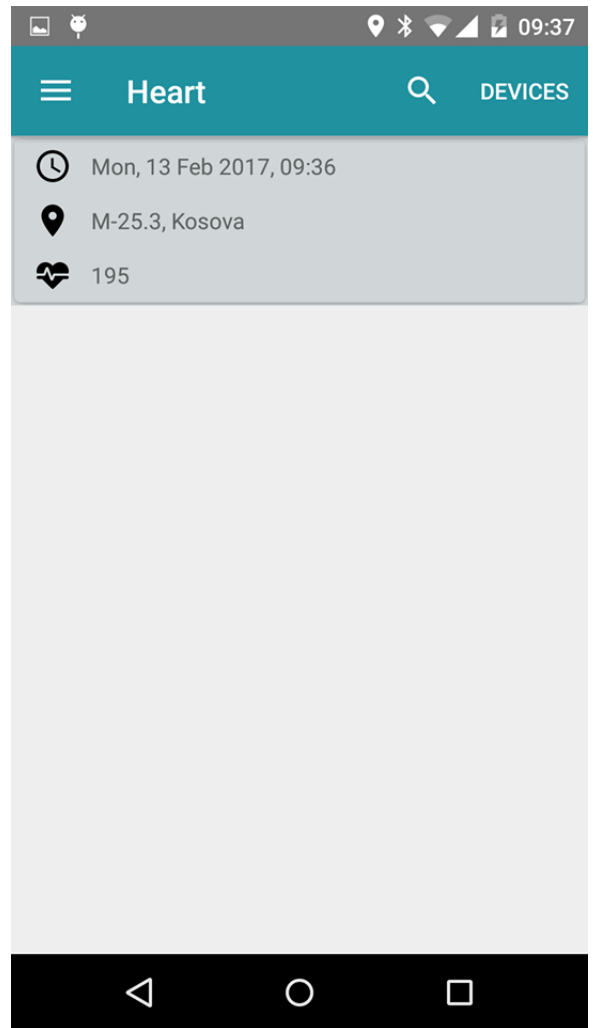 09:37
Heart DEVICES
Mon, 13 Feb 2017, 09:36
M-25.3, Kosova
195